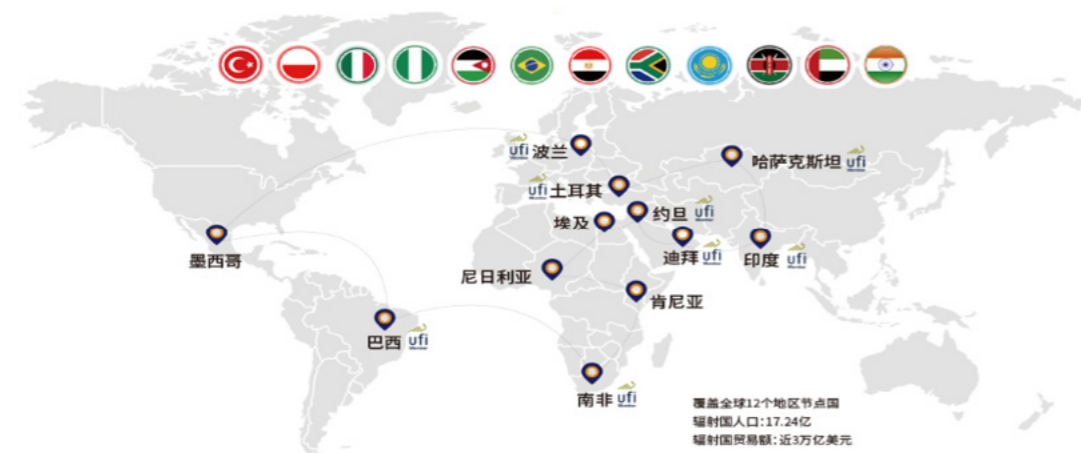 ufi 波兰
哈萨克斯坦 ufi
ufi 土耳其
约旦 ufi
埃及
墨西哥
迪拜 ufi
印度 ufi
尼日利亚
肯尼亚
巴西 ufi
南非 ufi
覆盖全球12个地区节点国
辐射国人口：17.24亿
辐射国贸易额：近3万亿美元